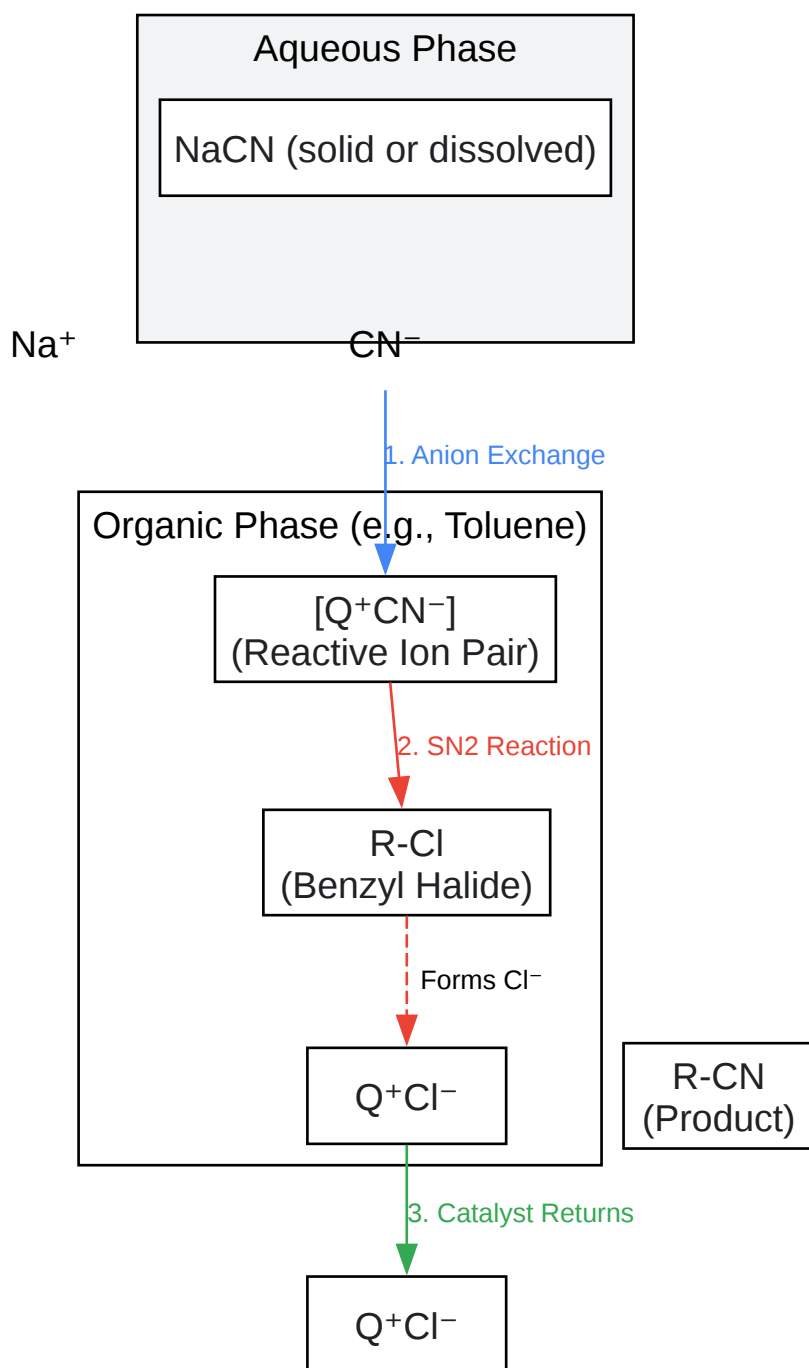 Aqueous Phase
NaCN (solid or dissolved)
Na⁺
CN⁻
1. Anion Exchange
Organic Phase (e.g., Toluene)
[Q⁺CN⁻]
(Reactive Ion Pair)
2. SN2 Reaction
R-Cl
(Benzyl Halide)
Forms Cl⁻
Q⁺Cl⁻
R-CN
(Product)
3. Catalyst Returns
Q⁺Cl⁻